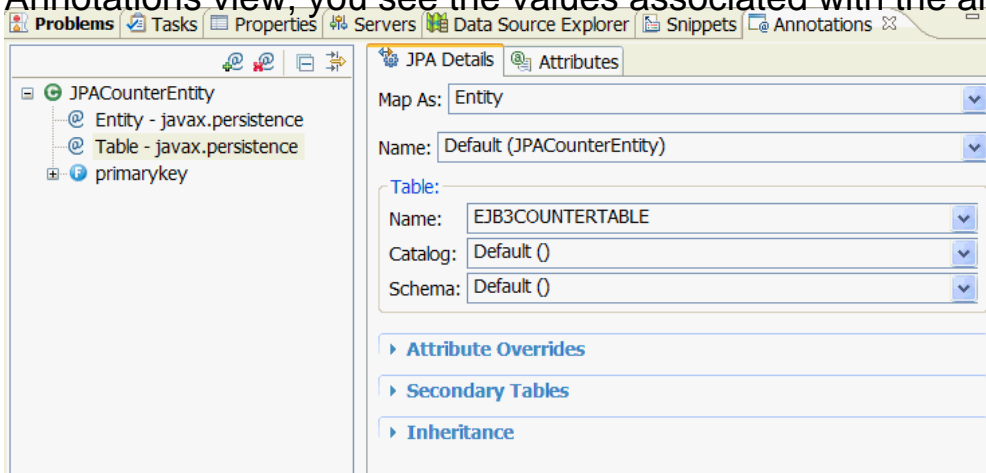 Annotations view, you see the values associated with the a
Problems Tasks Properties Servers Data Source Explorer Snippets Annotations
JPACounterEntity
Entity - javax.persistence
Table - javax.persistence
primarykey
JPA Details Attributes
Map As: Entity
Name: Default (JPACounterEntity)
Table:
Name: EJB3COUNTERTABLE
Catalog: Default ()
Schema: Default ()
Attribute Overrides
Secondary Tables
Inheritance